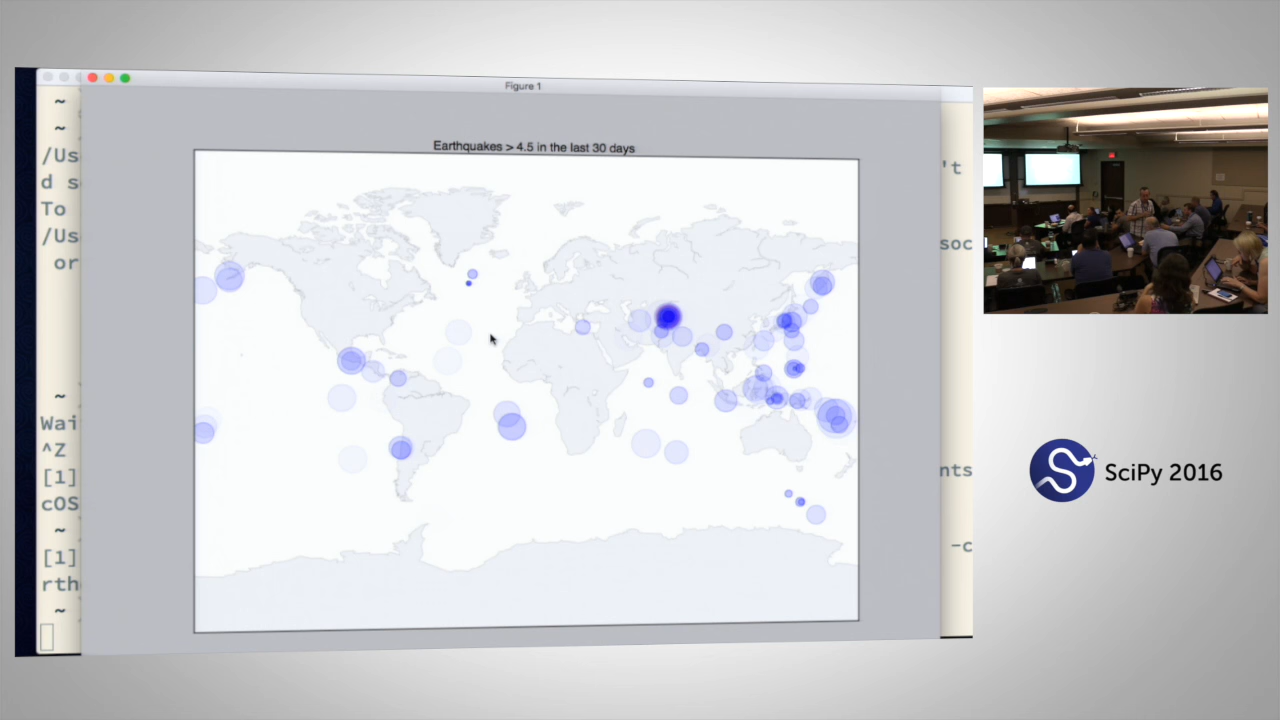 Figure 1
Earthquakes > 4.5 in the last 30 days
~
~
/Us
d s
To
/Us
or
~
Wai
^Z
[1]
cOS
~
[1]
rth
~
't
soc
nts
-c
SciPy 2016